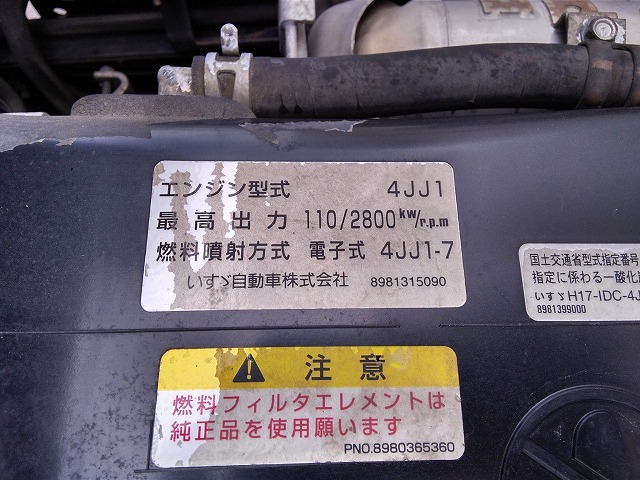 エンジン型式 4JJ1
最高出力 110/2800kW/r.p.m
燃料噴射方式 電子式 4JJ1-7
いすゞ自動車株式会社 8981315090
国土交通省型式指定番号
指定に係わる一酸化
いすゞH17-IDC-4J
8981399000
注意
燃料フィルタエレメントは
純正品を使用願います
PNO.8980365360